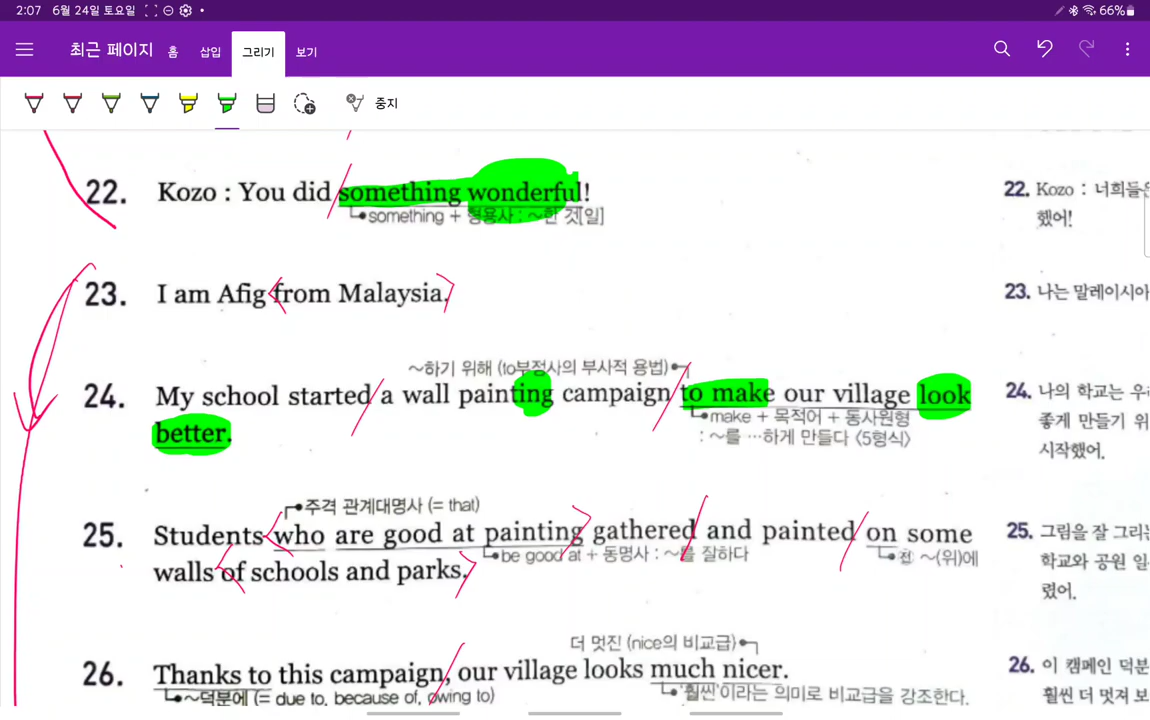 2:07 6월 24일 토요일 66%
최근 페이지 홈 삽입 그리기 보기
중지
22. Kozo : You did something wonderful!
something + 형용사 : ~한 것[일]
22. Kozo : 너희들은
했어!
23. I am Afig from Malaysia.
23. 나는 말레이시아
~하기 위해 (to부정사의 부사적 용법)
24. My school started a wall painting campaign to make our village look
make + 목적어 + 동사원형
better.
: ~를 …하게 만들다 〈5형식〉
24. 나의 학교는 우리
좋게 만들기 위
시작했어.
주격 관계대명사 (= that)
25. Students who are good at painting gathered and painted on some
be good at + 동명사 : ~를 잘하다
전 ~(위)에
walls of schools and parks.
25. 그림을 잘 그리는
학교와 공원 일
렸어.
더 멋진 (nice의 비교급)
26. Thanks to this campaign, our village looks much nicer.
~덕분에 (= due to, because of, owing to)
'훨씬'이라는 의미로 비교급을 강조한다.
26. 이 캠페인 덕분
훨씬 더 멋져 보